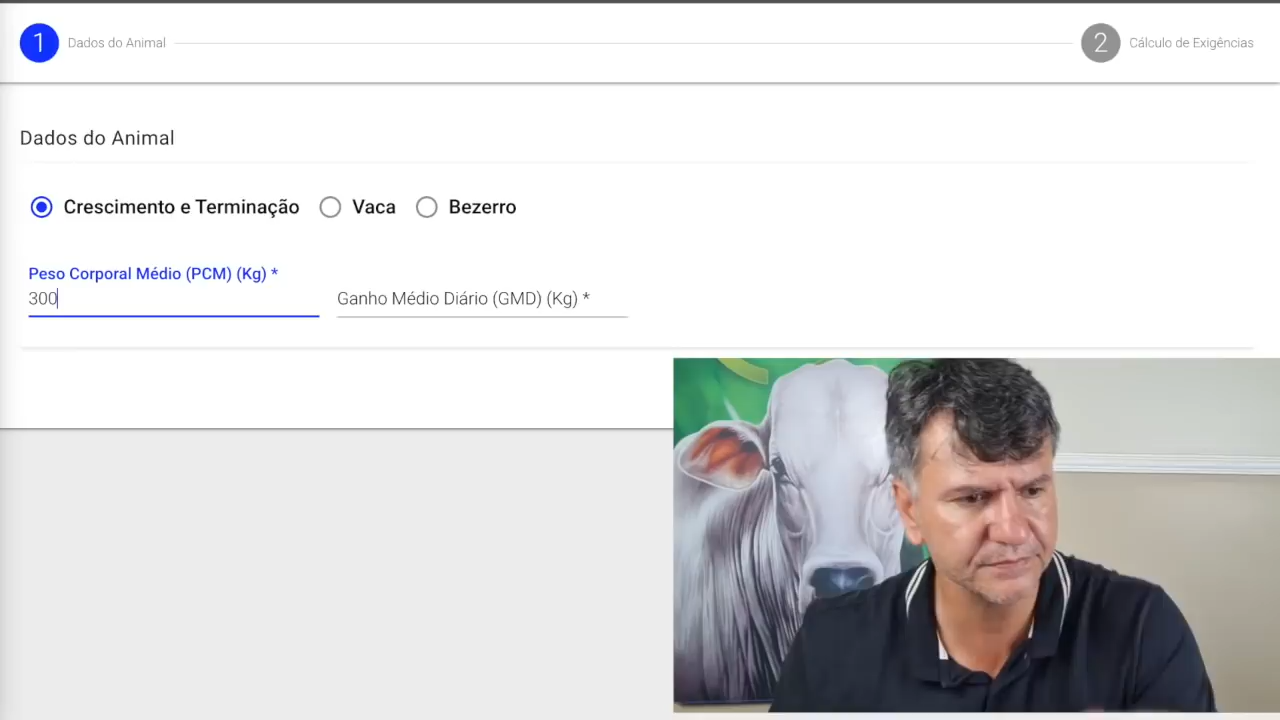 1 Dados do Animal
2 Cálculo de Exigências
Dados do Animal
Crescimento e Terminação Vaca Bezerro
Peso Corporal Médio (PCM) (Kg) *
300 Ganho Médio Diário (GMD) (Kg) *